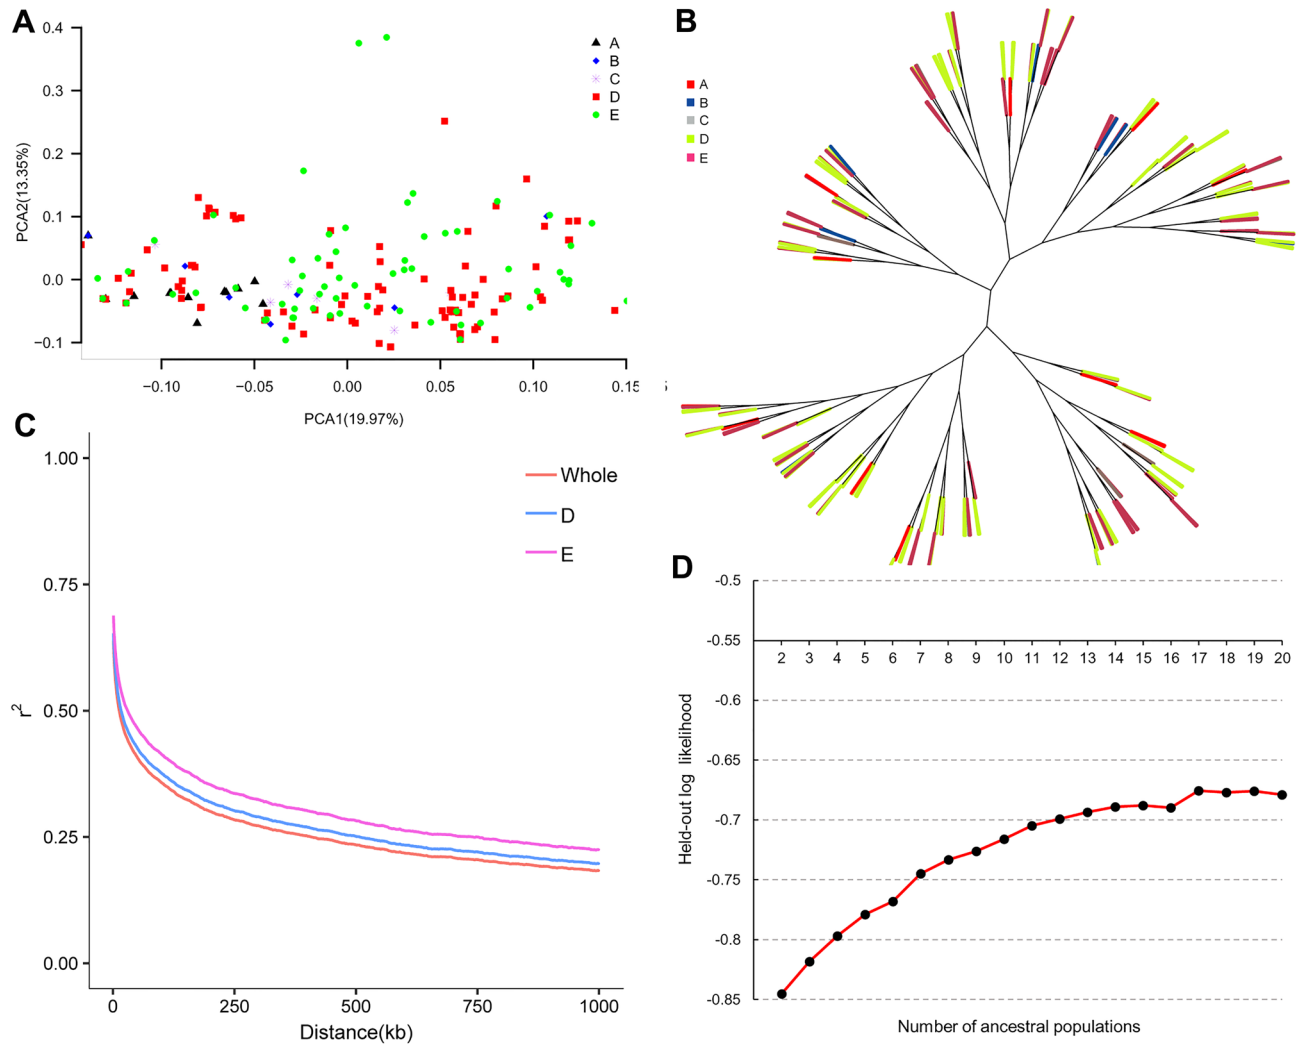 A
0.4
0.3
0.2
0.1
0.0
−0.1
PCA2(13.35%)
−0.10
−0.05
0.00
0.05
0.10
0.15
PCA1(19.97%)
A
B
C
D
E
B
A
B
C
D
E
C
1.00
0.75
0.50
0.25
0.00
r2
0
250
500
750
1000
Distance(kb)
Whole
D
E
D
-0.5
-0.55
-0.6
-0.65
-0.7
-0.75
-0.8
-0.85
Held-out log likelihood
2 3 4 5 6 7 8 9 10 11 12 13 14 15 16 17 18 19 20
Number of ancestral populations